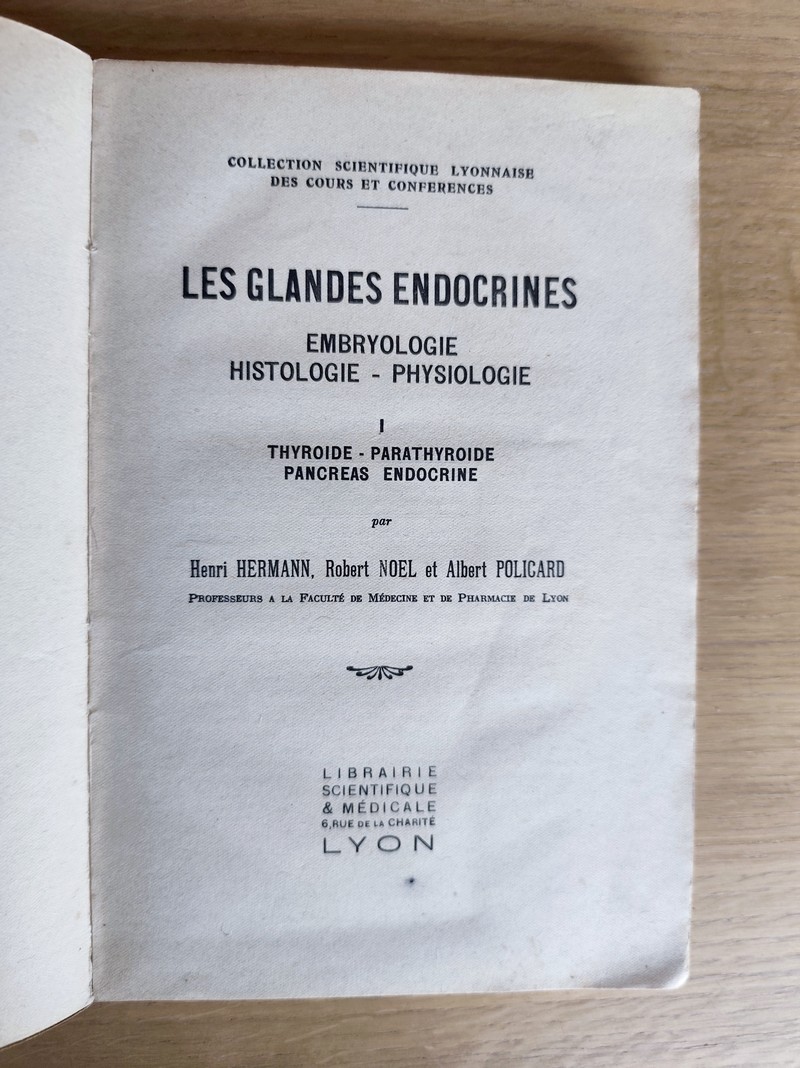 COLLECTION SCIENTIFIQUE LYONNAISE
DES COURS ET CONFERENCES
LES GLANDES ENDOCRINES
EMBRYOLOGIE
HISTOLOGIE - PHYSIOLOGIE
I
THYROIDE - PARATHYROIDE
PANCREAS ENDOCRINE
par
Henri HERMANN, Robert NOEL et Albert POLICARD
PROFESSEURS A LA FACULTÉ DE MÉDECINE ET DE PHARMACIE DE LYON
LIBRAIRIE
SCIENTIFIQUE
& MÉDICALE
6, RUE DE LA CHARITÉ
LYON